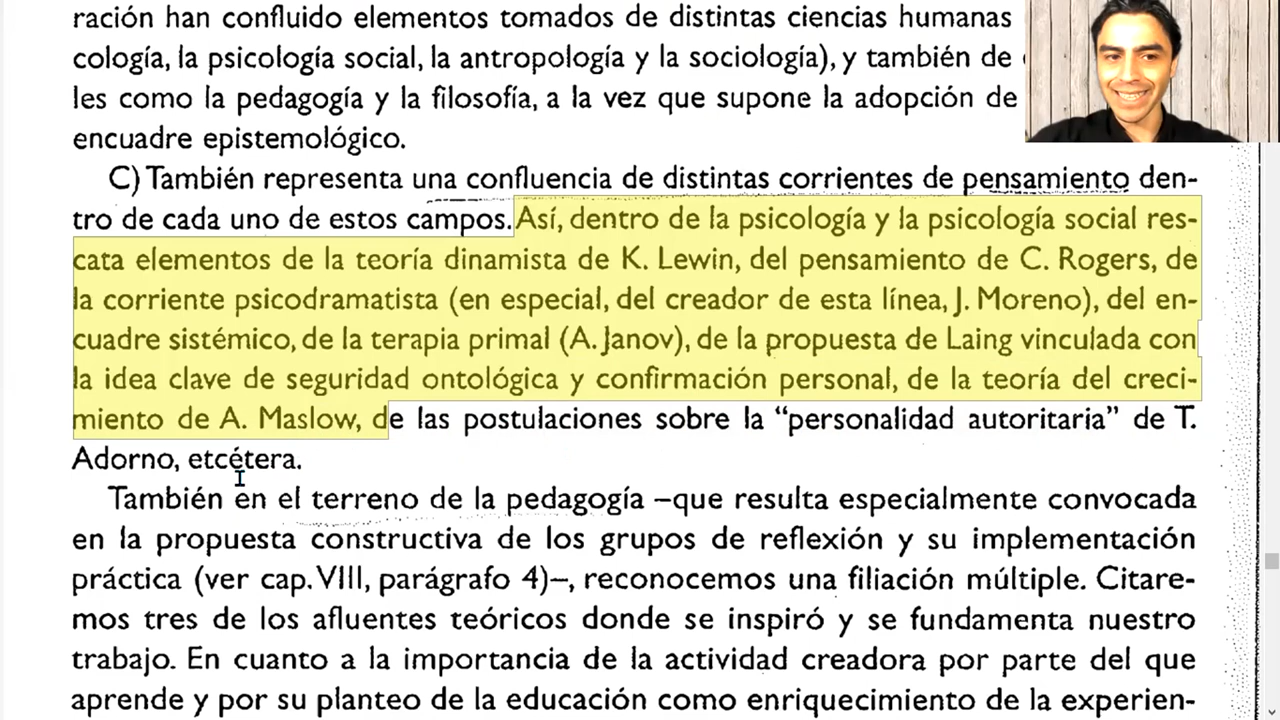 ración han confluido elementos tomados de distintas ciencias humanas
cología, la psicología social, la antropología y la sociología), y también de
les como la pedagogía y la filosofía, a la vez que supone la adopción de
encuadre epistemológico.
C) También representa una confluencia de distintas corrientes de pensamiento den-
tro de cada uno de estos campos. Así, dentro de la psicología y la psicología social res-
cata elementos de la teoría dinamista de K. Lewin, del pensamiento de C. Rogers, de
la corriente psicodramatista (en especial, del creador de esta línea, J. Moreno), del en-
cuadre sistémico, de la terapia primal (A. Janov), de la propuesta de Laing vinculada con
la idea clave de seguridad ontológica y confirmación personal, de la teoría del creci-
miento de A. Maslow, de las postulaciones sobre la “personalidad autoritaria” de T.
Adorno, etcétera.
También en el terreno de la pedagogía –que resulta especialmente convocada
en la propuesta constructiva de los grupos de reflexión y su implementación
práctica (ver cap. VIII, parágrafo 4)–, reconocemos una filiación múltiple. Citare-
mos tres de los afluentes teóricos donde se inspiró y se fundamenta nuestro
trabajo. En cuanto a la importancia de la actividad creadora por parte del que
aprende y por su planteo de la educación como enriquecimiento de la experien-